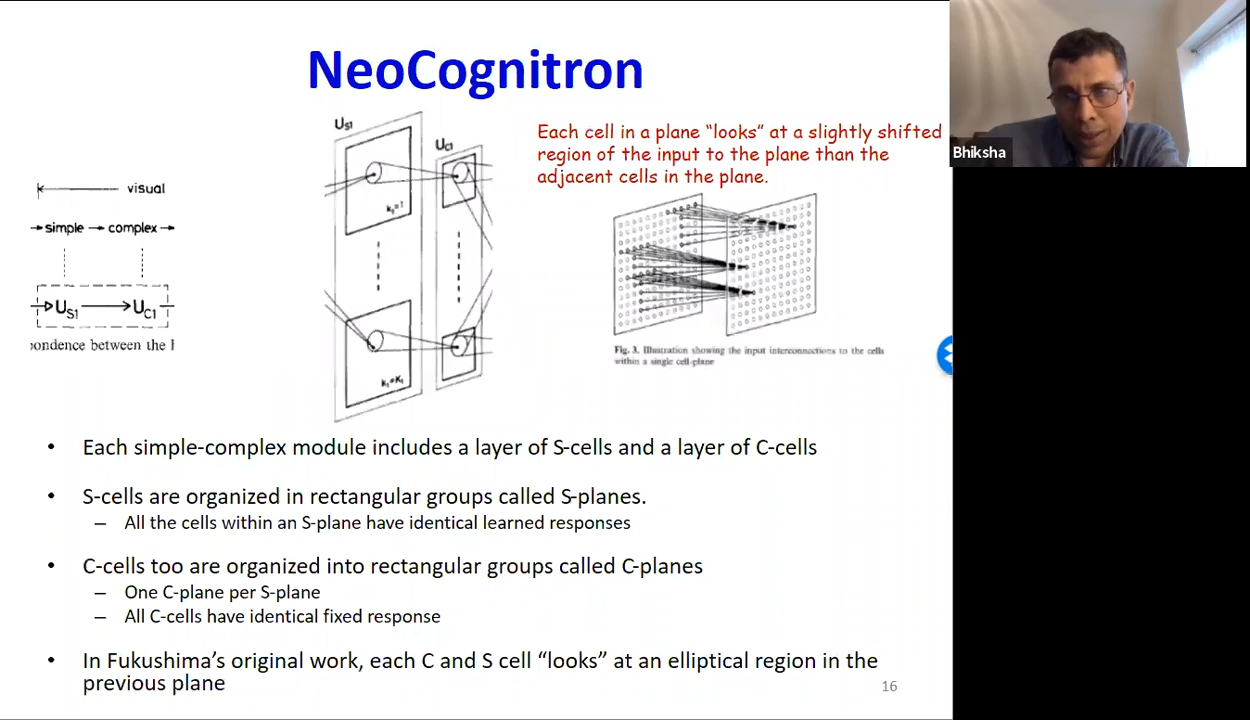 NeoCognitron
U_S1
U_C1
Each cell in a plane “looks” at a slightly shifted
region of the input to the plane than the
adjacent cells in the plane.
Bhiksha
visual
simple complex
U_S1 U_C1
pondence between the
k₁=1
k₁=K₁
Fig. 3. Illustration showing the input interconnections to the cells
within a single cell-plane
• Each simple-complex module includes a layer of S-cells and a layer of C-cells
• S-cells are organized in rectangular groups called S-planes.
– All the cells within an S-plane have identical learned responses
• C-cells too are organized into rectangular groups called C-planes
– One C-plane per S-plane
– All C-cells have identical fixed response
• In Fukushima’s original work, each C and S cell “looks” at an elliptical region in the
previous plane
16